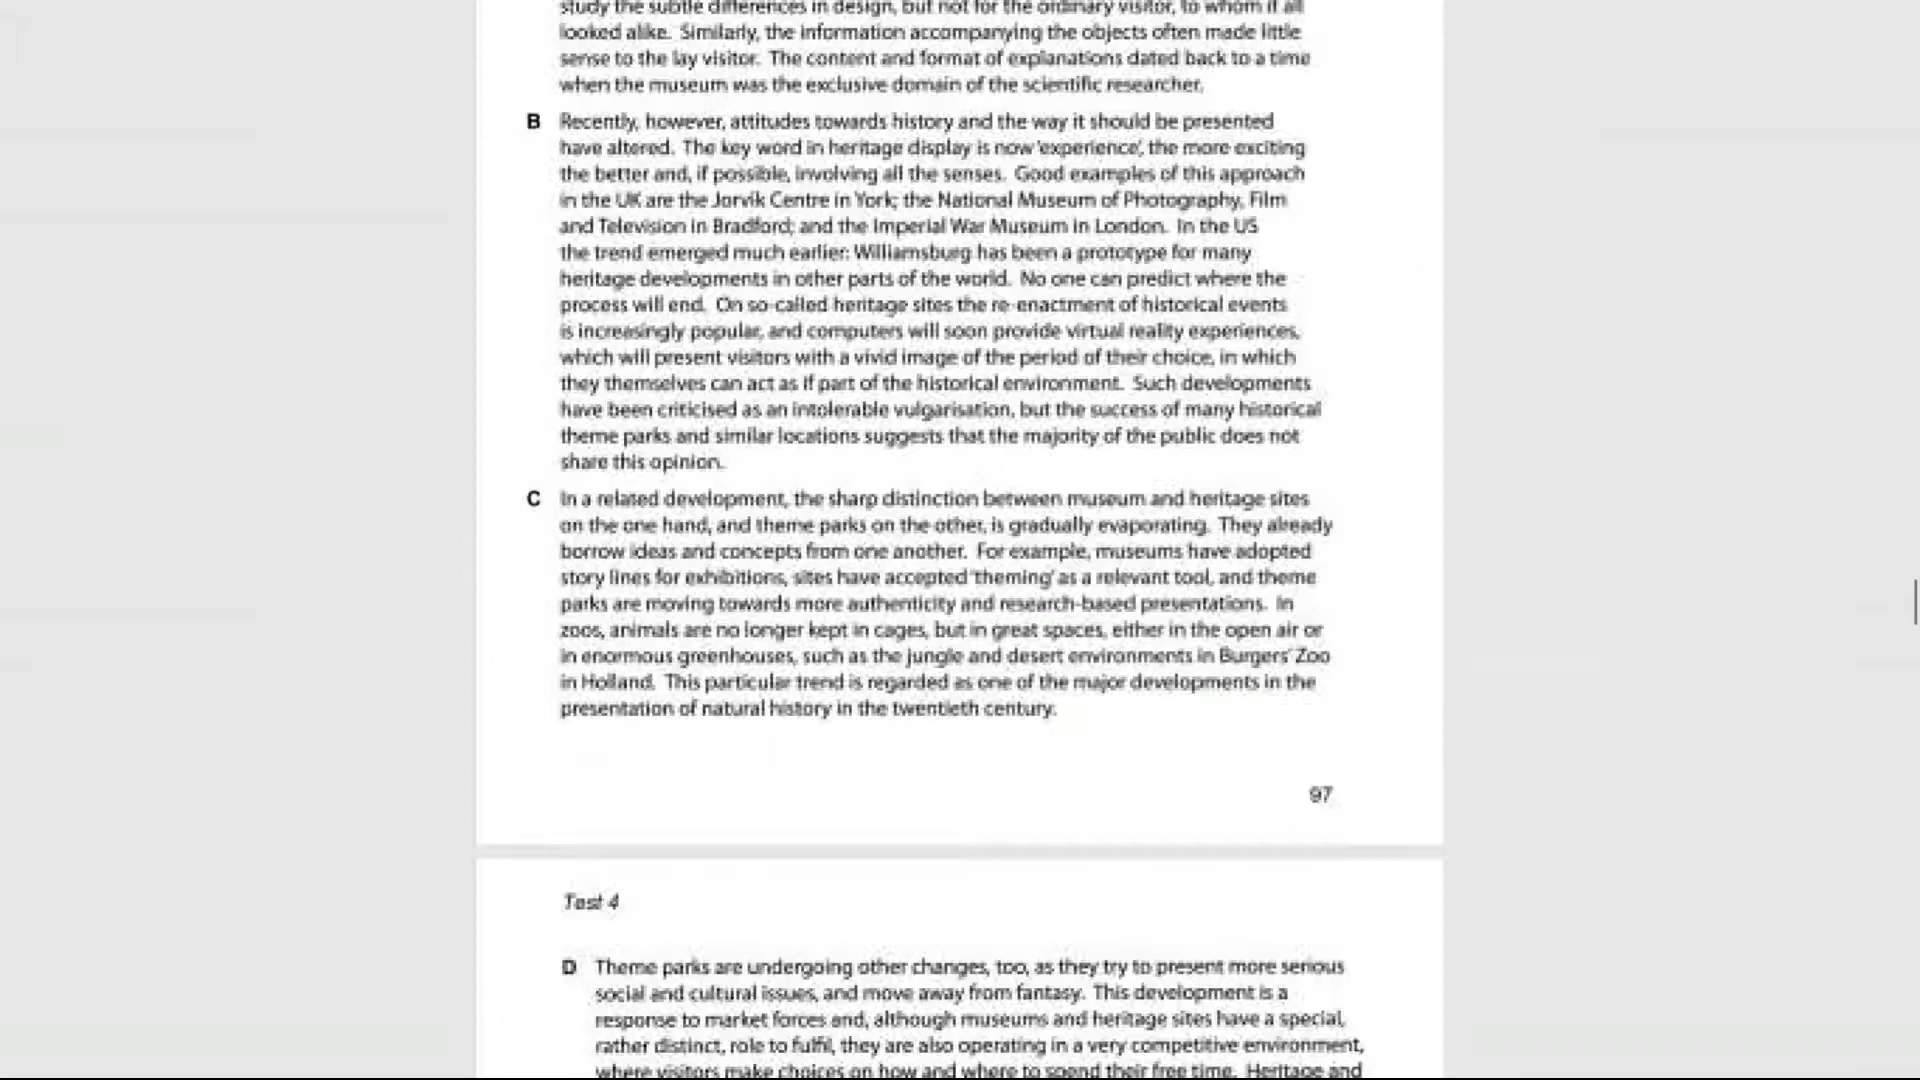 study the subtle differences in design, but not for the ordinary visitor, to whom it all
looked alike. Similarly, the information accompanying the objects often made little
sense to the lay visitor. The content and format of explanations dated back to a time
when the museum was the exclusive domain of the scientific researcher.
B Recently, however, attitudes towards history and the way it should be presented
have altered. The key word in heritage display is now 'experience', the more exciting
the better and, if possible, involving all the senses. Good examples of this approach
in the UK are the Jorvik Centre in York; the National Museum of Photography, Film
and Television in Bradford; and the Imperial War Museum in London. In the US
the trend emerged much earlier: Williamsburg has been a prototype for many
heritage developments in other parts of the world. No one can predict where the
process will end. On so-called heritage sites the re-enactment of historical events
is increasingly popular, and computers will soon provide virtual reality experiences,
which will present visitors with a vivid image of the period of their choice, in which
they themselves can act as if part of the historical environment. Such developments
have been criticised as an intolerable vulgarisation, but the success of many historical
theme parks and similar locations suggests that the majority of the public does not
share this opinion.
C In a related development, the sharp distinction between museum and heritage sites
on the one hand, and theme parks on the other, is gradually evaporating. They already
borrow ideas and concepts from one another. For example, museums have adopted
story lines for exhibitions, sites have accepted 'theming' as a relevant tool, and theme
parks are moving towards more authenticity and research-based presentations. In
zoos, animals are no longer kept in cages, but in great spaces, either in the open air or
in enormous greenhouses, such as the jungle and desert environments in Burgers' Zoo
in Holland. This particular trend is regarded as one of the major developments in the
presentation of natural history in the twentieth century.
97
Test 4
D Theme parks are undergoing other changes, too, as they try to present more serious
social and cultural issues, and move away from fantasy. This development is a
response to market forces and, although museums and heritage sites have a special,
rather distinct, role to fulfil, they are also operating in a very competitive environment,
where visitors make choices on how and where to spend their free time. Heritage and